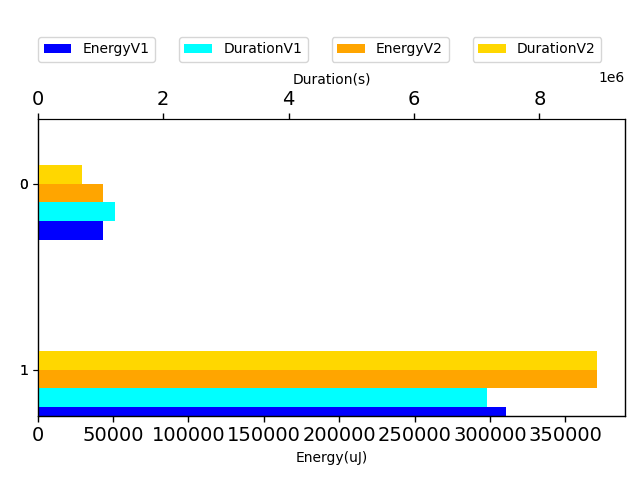 EnergyV1 DurationV1 EnergyV2 DurationV2
Duration(s)
1e6
0 2 4 6 8
0
1
0 50000 100000 150000 200000 250000 300000 350000
Energy(uJ)